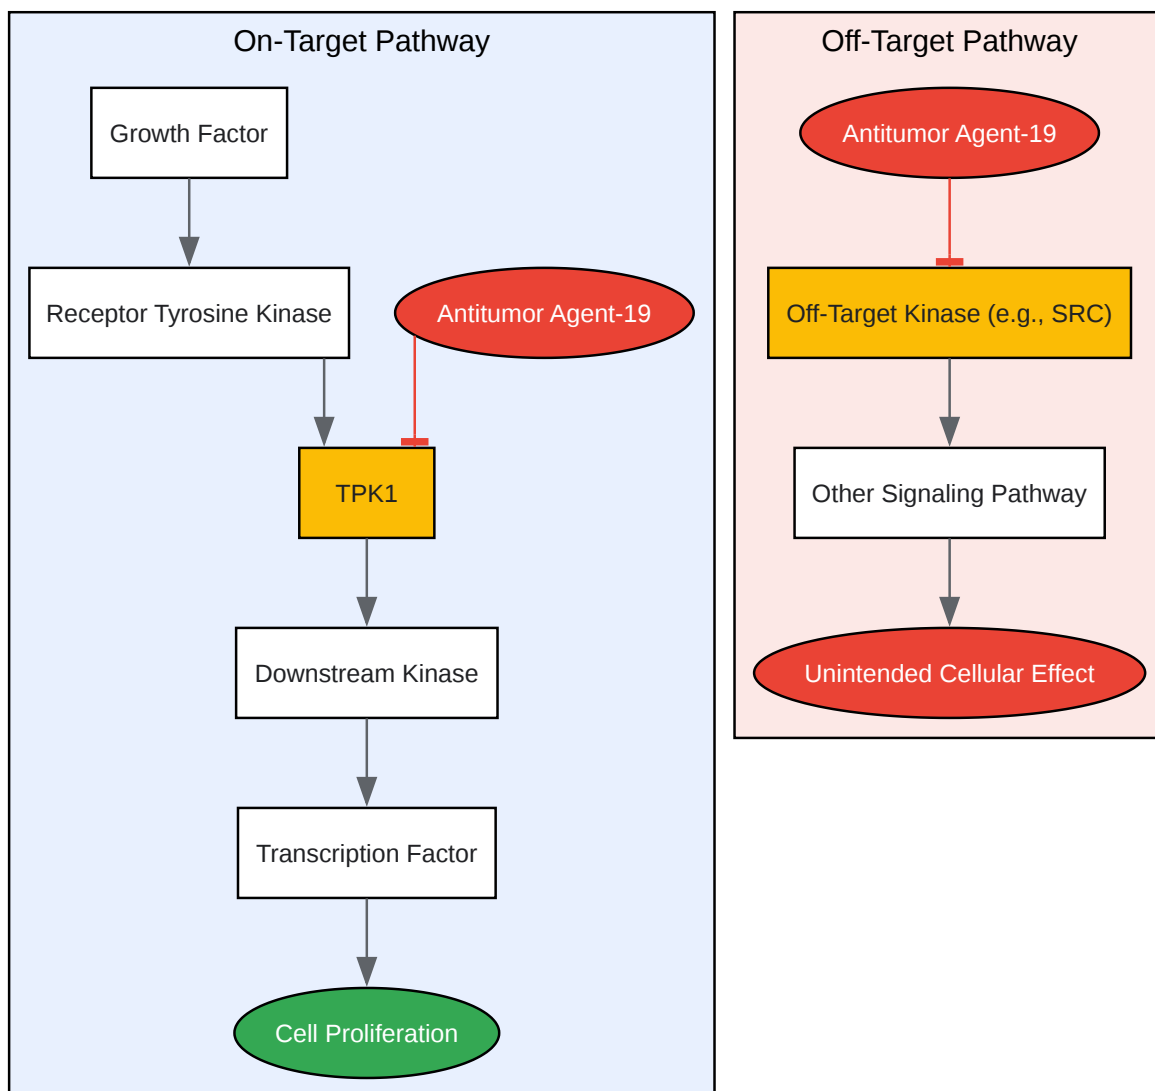 On-Target Pathway
Growth Factor
Receptor Tyrosine Kinase
Antitumor Agent-19
TPK1
Downstream Kinase
Transcription Factor
Cell Proliferation
Off-Target Pathway
Antitumor Agent-19
Off-Target Kinase (e.g., SRC)
Other Signaling Pathway
Unintended Cellular Effect